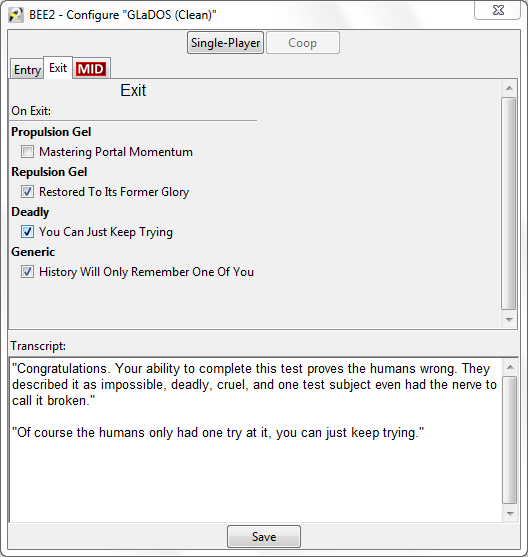 BEE2 - Configure "GLaDOS (Clean)"
Single-Player Coop
Entry Exit MID
Exit
On Exit:
Propulsion Gel
Mastering Portal Momentum
Repulsion Gel
Restored To Its Former Glory
Deadly
You Can Just Keep Trying
Generic
History Will Only Remember One Of You
Transcript:
"Congratulations. Your ability to complete this test proves the humans wrong. They
described it as impossible, deadly, cruel, and one test subject even had the nerve to
call it broken."
"Of course the humans only had one try at it, you can just keep trying."
Save